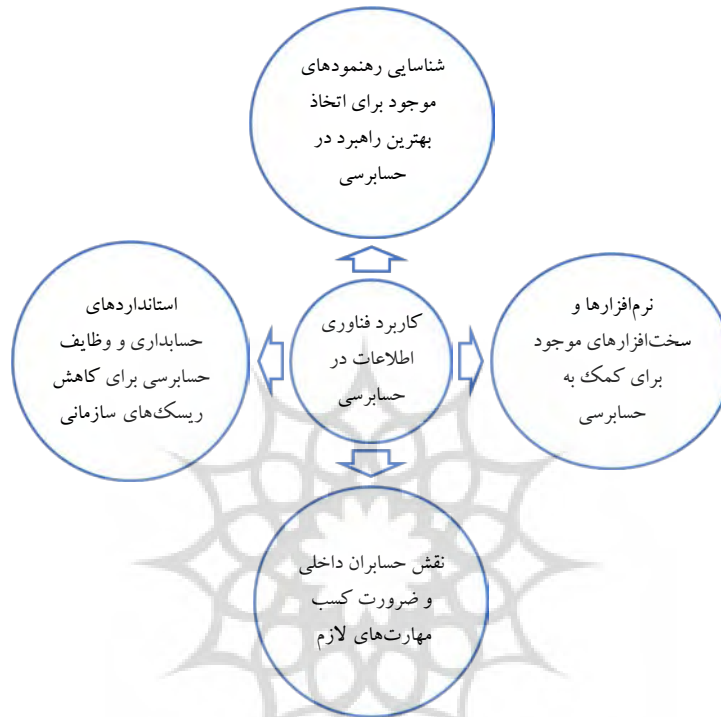 شناسایی رهنمودهای
موجود برای اتخاذ
بهترین راهبرد در
حسابرسی
نرم‌افزارها و
سخت‌افزارهای موجود
برای کمک به
حسابرسی
کاربرد فناوری
اطلاعات در
حسابرسی
استانداردهای
حسابداری و وظایف
حسابرسی برای کاهش
ریسک‌های سازمانی
نقش حسابران داخلی
و ضرورت کسب
مهارت‌های لازم